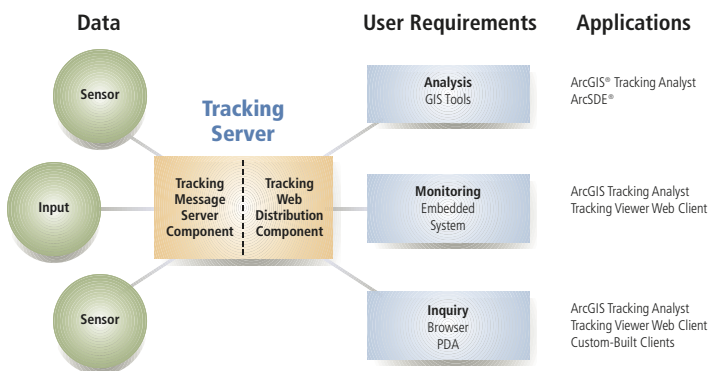 Data
User Requirements
Applications
Sensor
Input
Sensor
Tracking
Server
Tracking
Message
Server
Component
Tracking
Web
Distribution
Component
Analysis
GIS Tools
ArcGIS® Tracking Analyst
ArcSDE®
Monitoring
Embedded
System
ArcGIS Tracking Analyst
Tracking Viewer Web Client
Inquiry
Browser
PDA
ArcGIS Tracking Analyst
Tracking Viewer Web Client
Custom-Built Clients